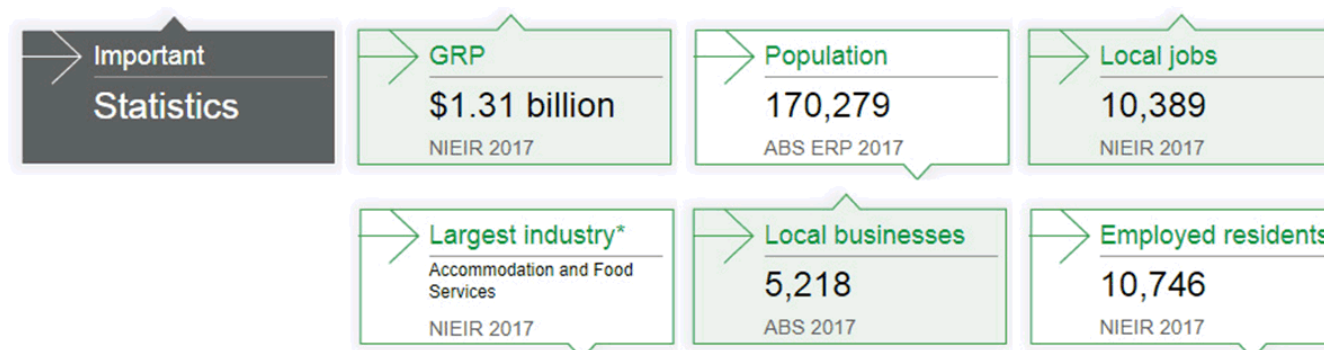 Important
Statistics
GRP
$1.31 billion
NIEIR 2017
Population
170,279
ABS ERP 2017
Local jobs
10,389
NIEIR 2017
Largest industry*
Accommodation and Food
Services
NIEIR 2017
Local businesses
5,218
ABS 2017
Employed residents
10,746
NIEIR 2017